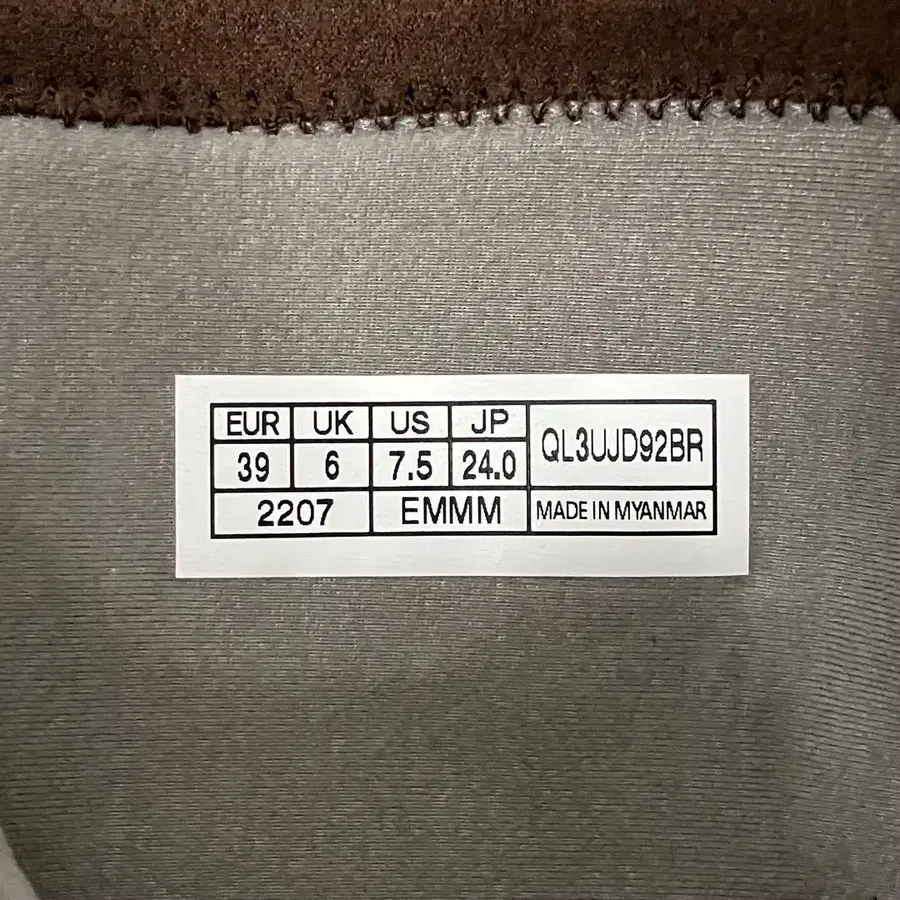 EUR UK US JP QL3UJD92BR
39 6 7.5 24.0
2207 EMMM MADE IN MYANMAR